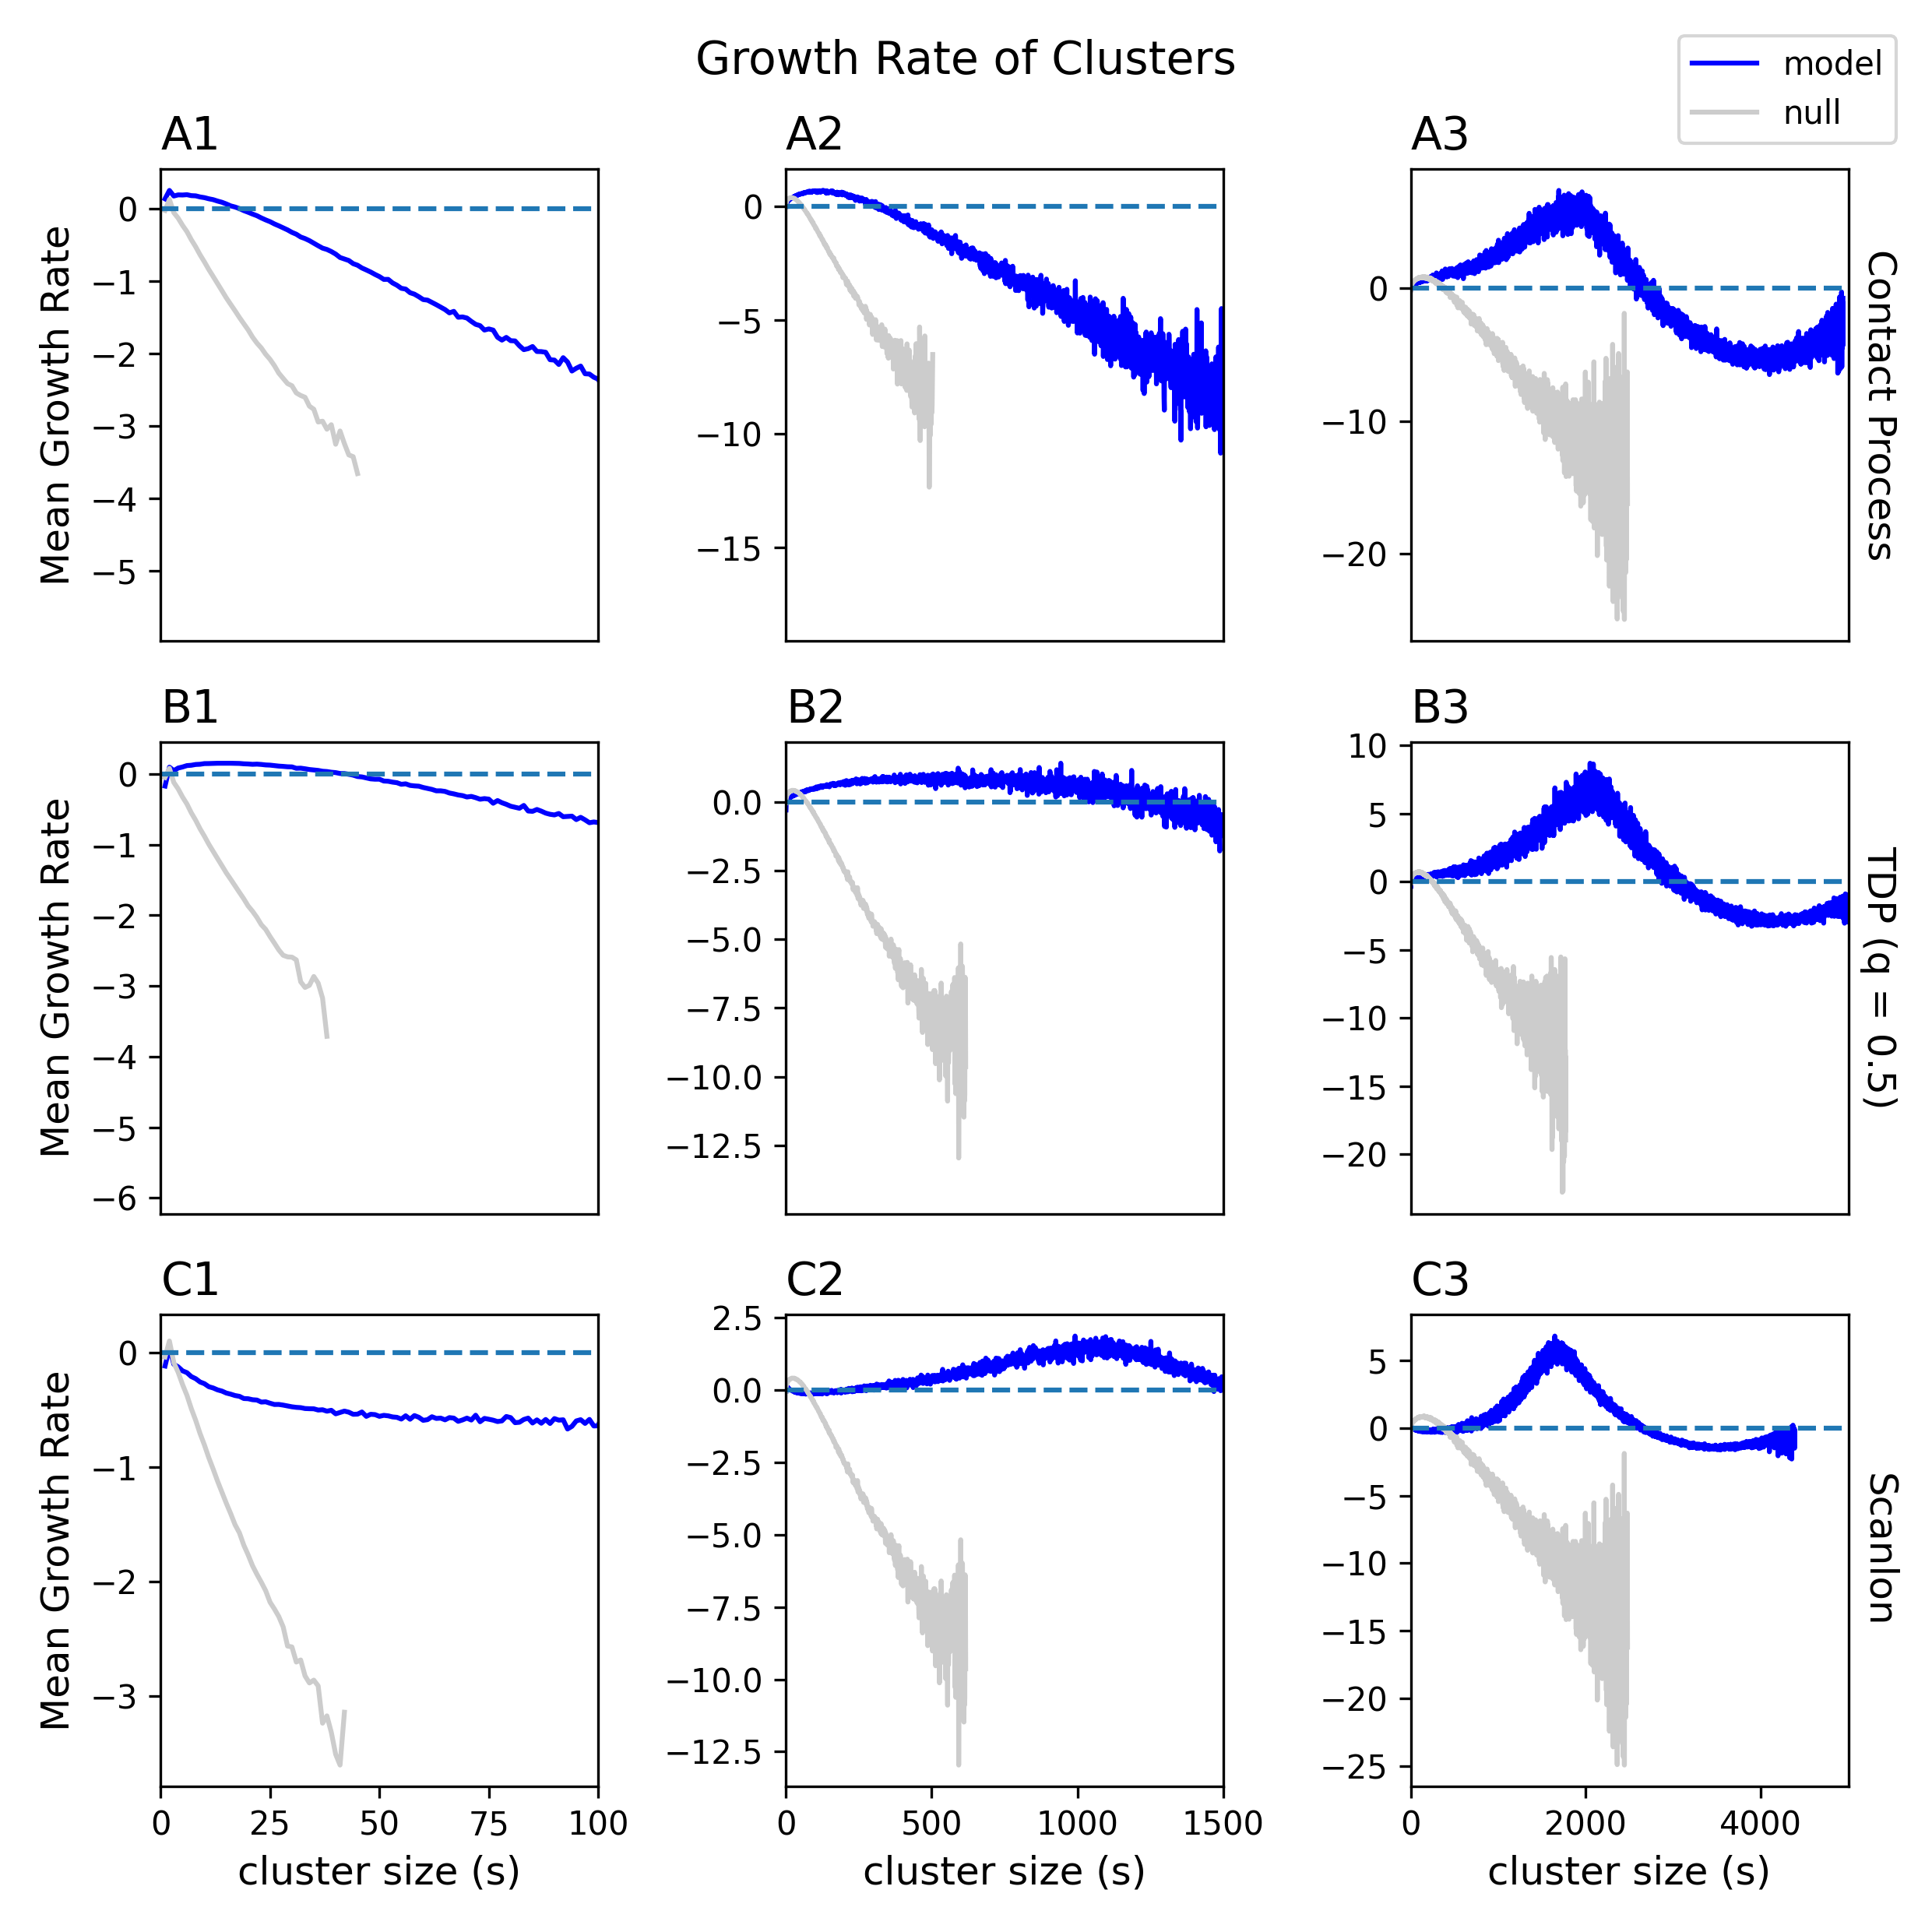 Growth Rate of Clusters
model
null
A1
A2
A3
0
−1
−2
−3
−4
−5
Mean Growth Rate
0
−5
−10
−15
0
−10
−20
Contact Process
B1
B2
B3
0
−1
−2
−3
−4
−5
−6
Mean Growth Rate
0.0
−2.5
−5.0
−7.5
−10.0
−12.5
10
5
0
−5
−10
−15
−20
TDP (q = 0.5)
C1
C2
C3
0
−1
−2
−3
Mean Growth Rate
2.5
0.0
−2.5
−5.0
−7.5
−10.0
−12.5
5
0
−5
−10
−15
−20
−25
Scanlon
0 25 50 75 100
0 500 1000 1500
0 2000 4000
cluster size (s)
cluster size (s)
cluster size (s)